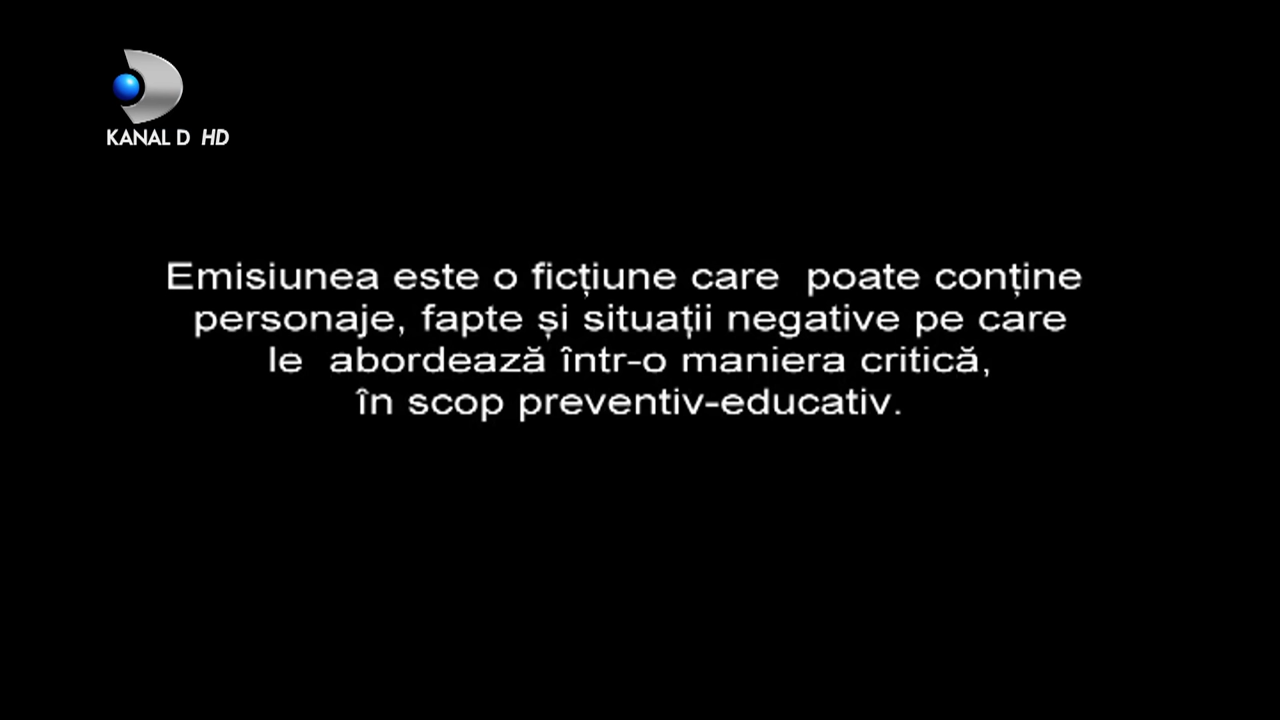 KANAL D HD
Emisiunea este o ficțiune care poate conține
personaje, fapte și situații negative pe care
le abordează într-o maniera critică,
în scop preventiv-educativ.